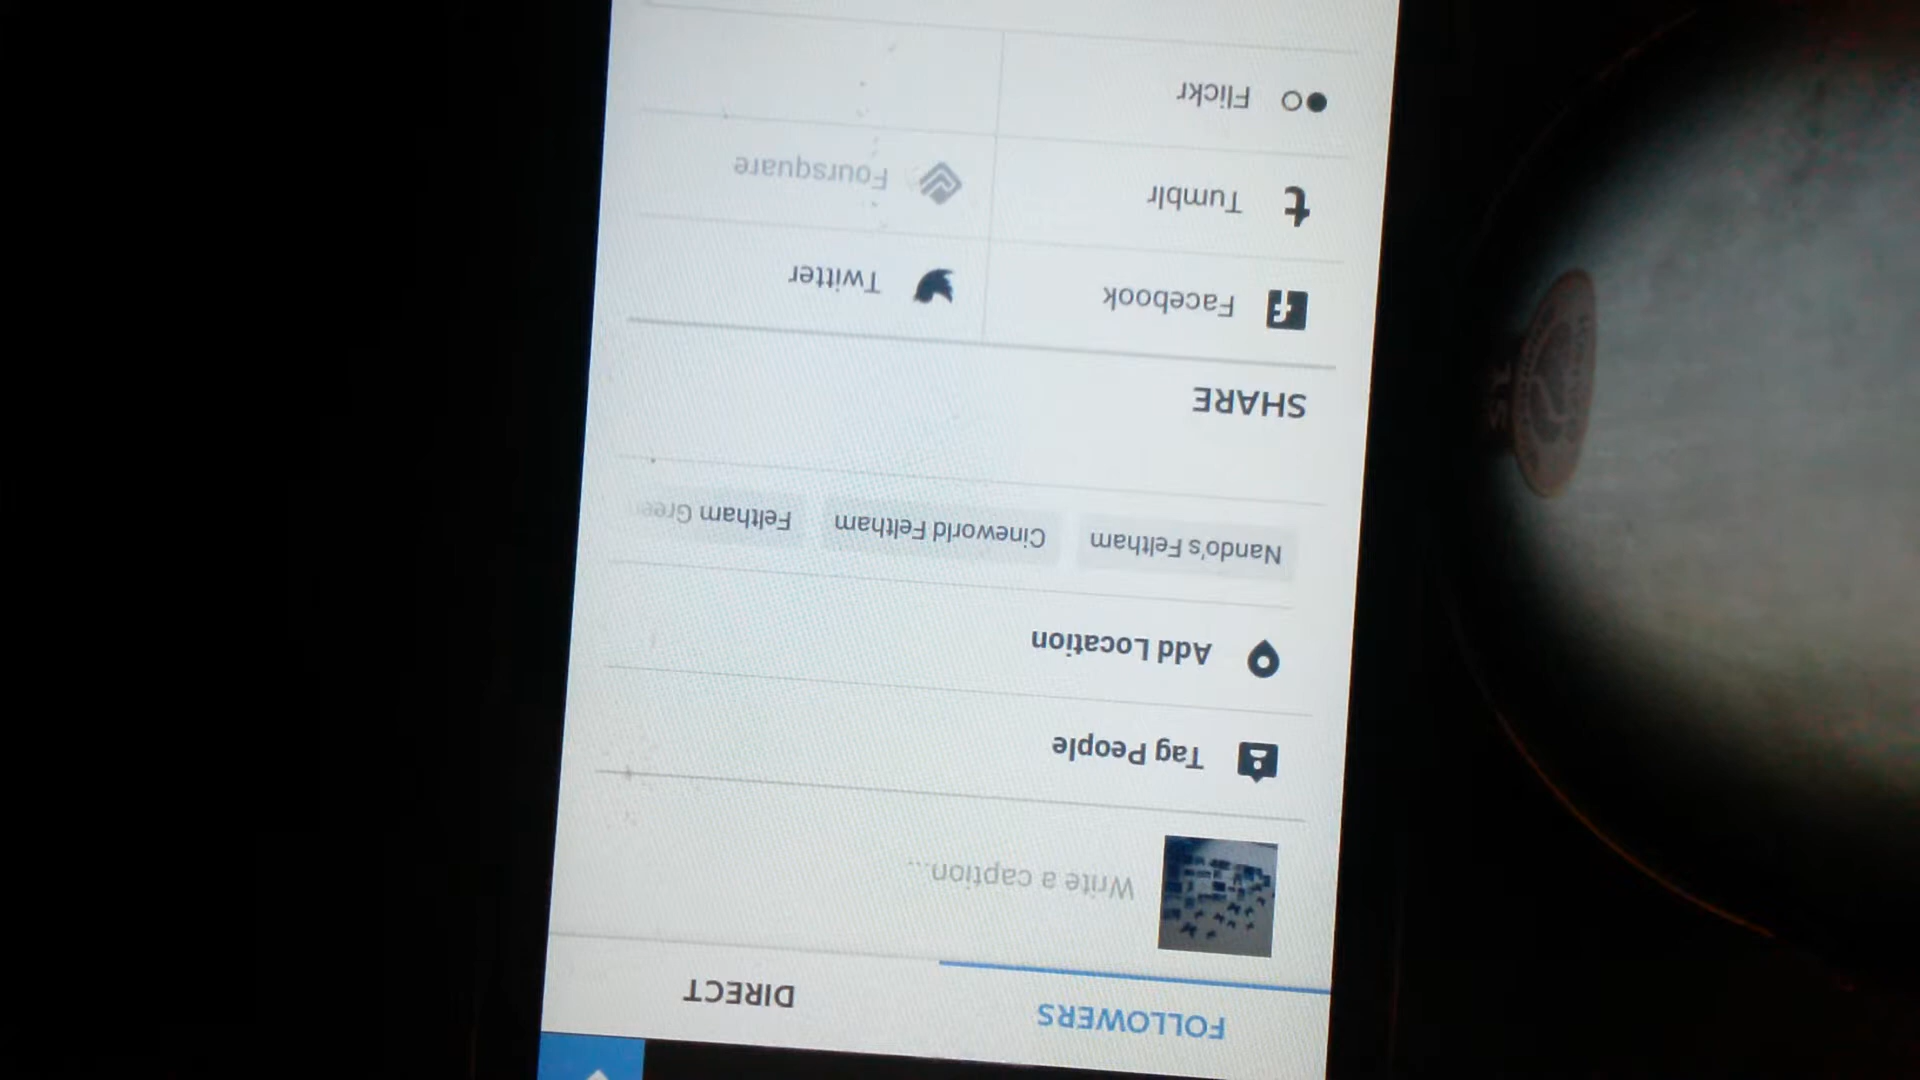 FOLLOWERS
DIRECT
Write a caption...
Tag People
Add Location
Nando's Feltham
Cineworld Feltham
Feltham Gree
SHARE
Facebook
Twitter
Tumblr
Foursquare
Flickr